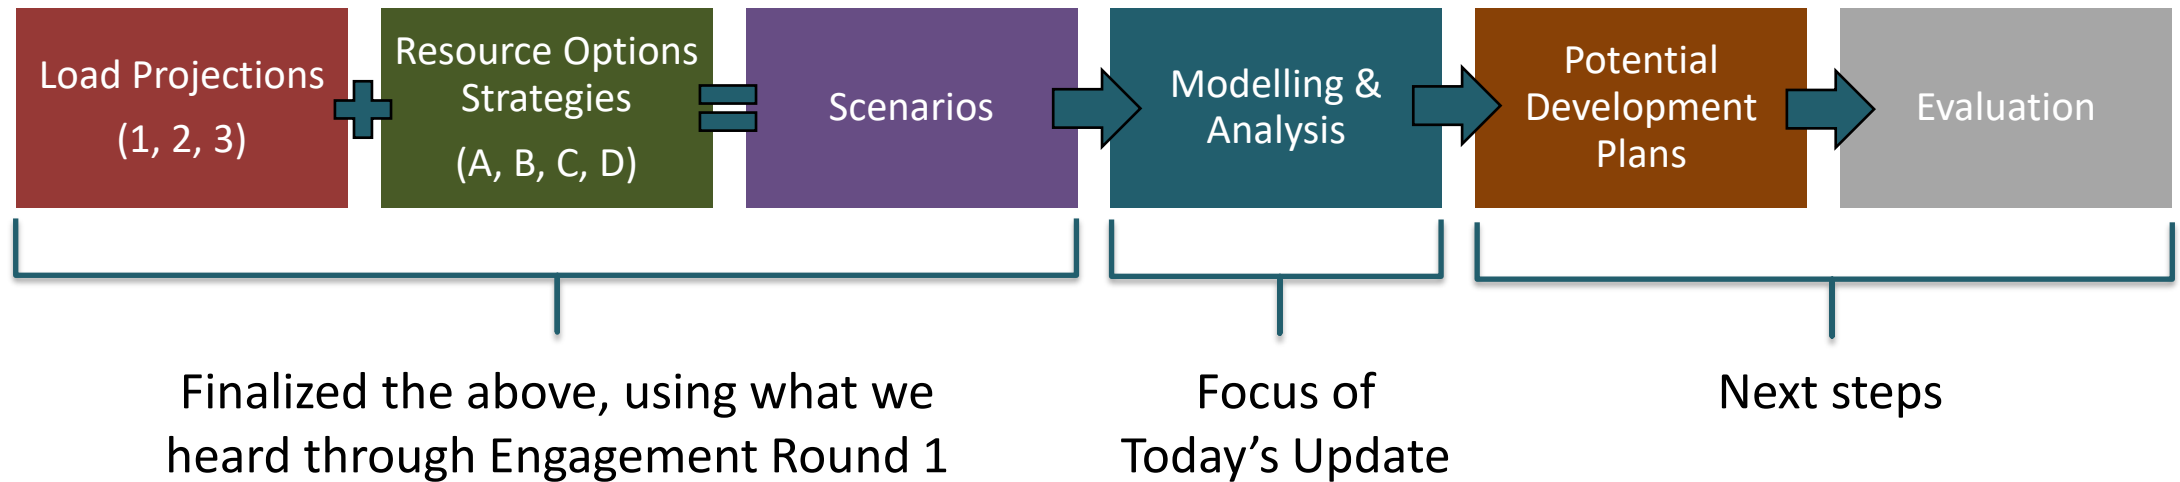 Load Projections
(1, 2, 3)
Resource Options
Strategies
(A, B, C, D)
Scenarios
Modelling &
Analysis
Potential
Development
Plans
Evaluation
Finalized the above, using what we
heard through Engagement Round 1
Focus of
Today’s Update
Next steps